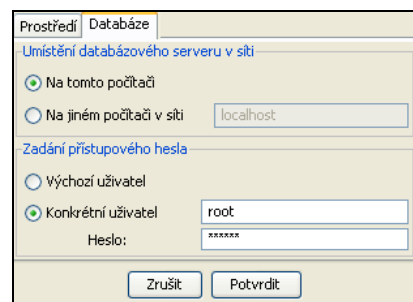 Prostředí Databáze
Umístění databázového serveru v síti
Na tomto počítači
Na jiném počítači v síti localhost
Zadání přístupového hesla
Výchozí uživatel
Konkrétní uživatel root
Heslo: ******
Zrušit Potvrdit